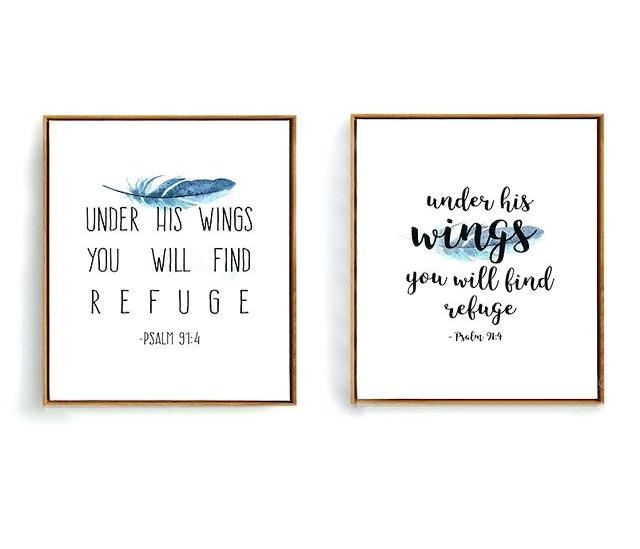 UNDER HIS WINGS
YOU WILL FIND
REFUGE
-PSALM 91:4
under his
wings
you will find
refuge
- Psalm 91:4